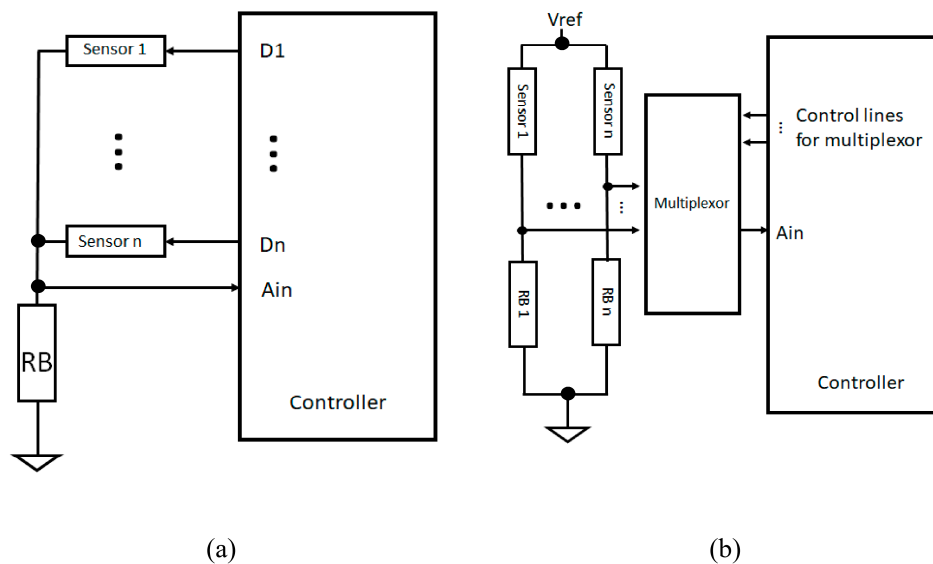 Sensor 1
D1
Sensor n
Dn
Ain
RB
Controller
(a)
Vref
Sensor 1
Sensor n
RB 1
RB n
Multiplexor
Control lines
for multiplexor
Ain
Controller
(b)